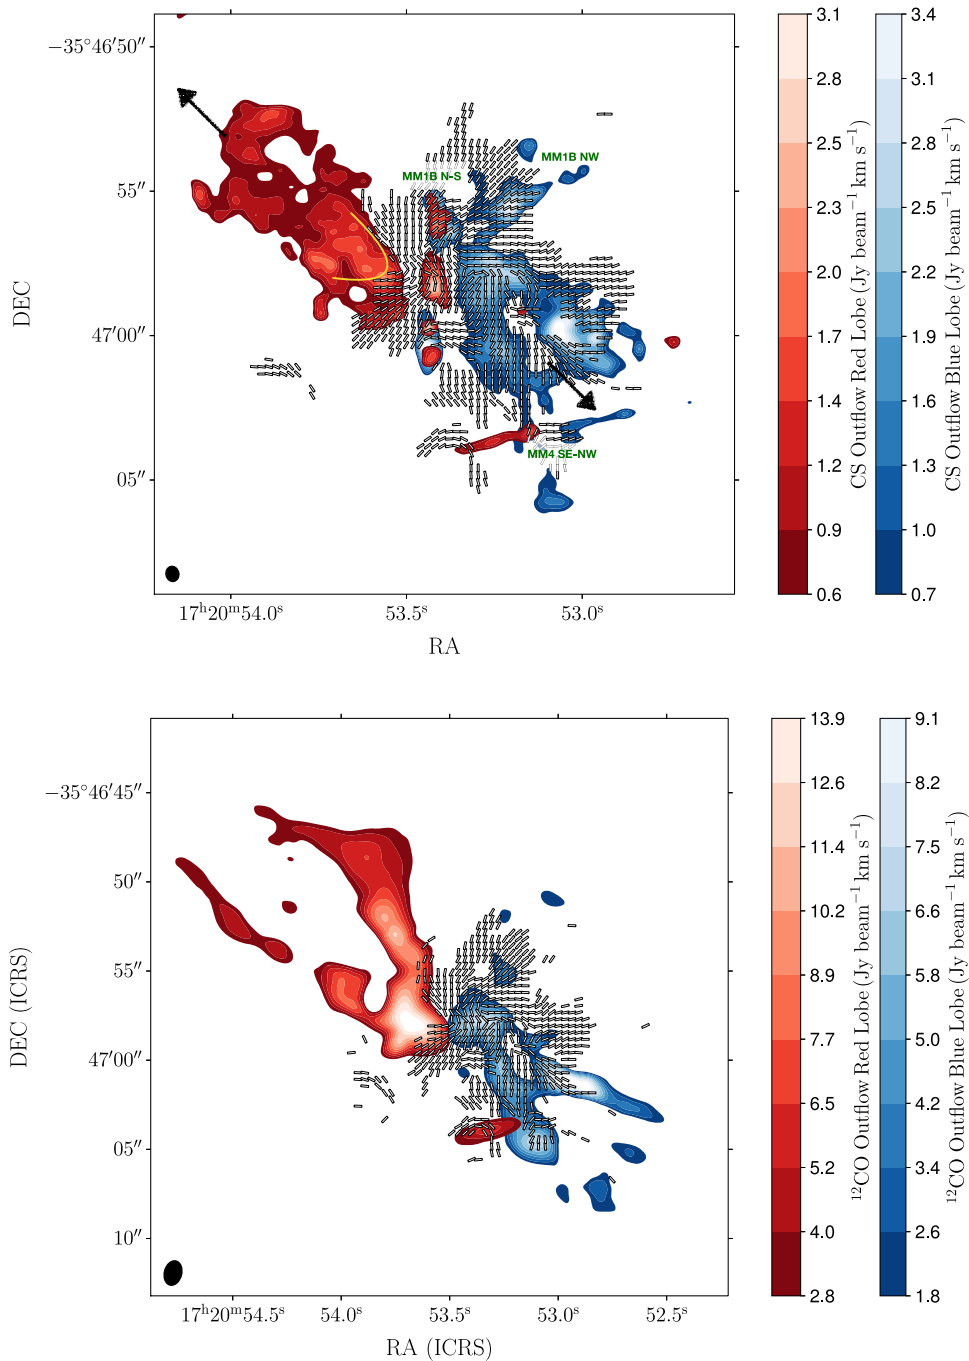 −35°46′50″
55″
47′00″
05″
DEC
MM1B NW
MM1B N-S
MM4 SE-NW
17ʰ20ᵐ54.0ˢ
53.5ˢ
53.0ˢ
RA
3.1
2.8
2.5
2.3
2.0
1.7
1.4
1.2
0.9
0.6
CS Outflow Red Lobe (Jy beam⁻¹ km s⁻¹)
3.4
3.1
2.8
2.5
2.2
1.9
1.6
1.3
1.0
0.7
CS Outflow Blue Lobe (Jy beam⁻¹ km s⁻¹)
−35°46′45″
50″
55″
47′00″
05″
10″
DEC (ICRS)
17ʰ20ᵐ54.5ˢ
54.0ˢ
53.5ˢ
53.0ˢ
52.5ˢ
RA (ICRS)
13.9
12.6
11.4
10.2
8.9
7.7
6.5
5.2
4.0
2.8
¹²CO Outflow Red Lobe (Jy beam⁻¹ km s⁻¹)
9.1
8.2
7.5
6.6
5.8
5.0
4.2
3.4
2.6
1.8
¹²CO Outflow Blue Lobe (Jy beam⁻¹ km s⁻¹)